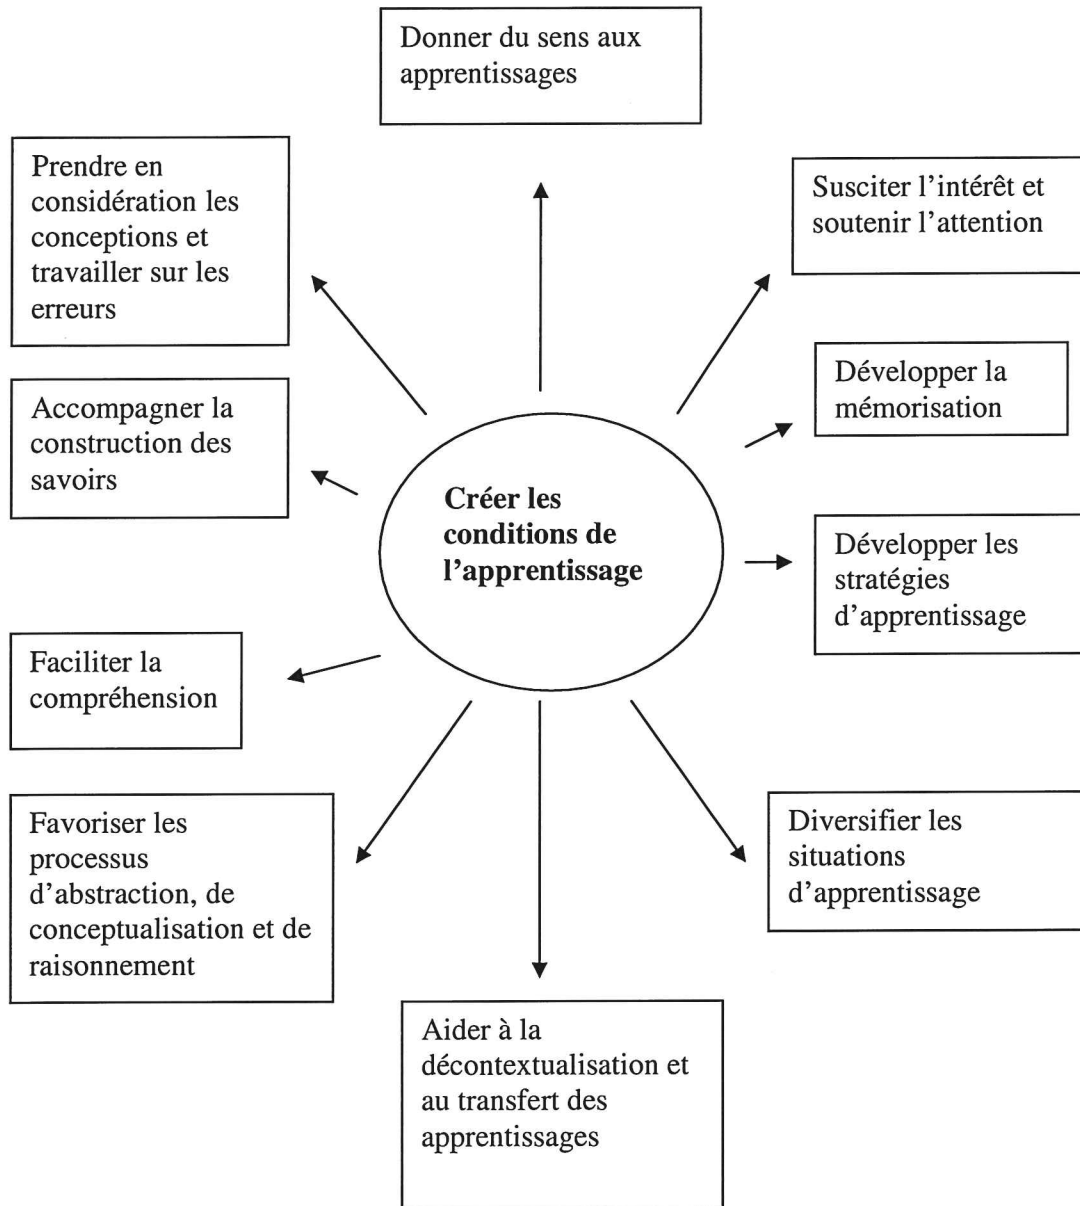 Donner du sens aux
apprentissages
Prendre en
considération les
conceptions et
travailler sur les
erreurs
Susciter l’intérêt et
soutenir l’attention
Développer la
mémorisation
Accompagner la
construction des
savoirs
Créer les
conditions de
l’apprentissage
Développer les
stratégies
d’apprentissage
Faciliter la
compréhension
Favoriser les
processus
d’abstraction, de
conceptualisation et de
raisonnement
Diversifier les
situations
d’apprentissage
Aider à la
décontextualisation et
au transfert des
apprentissages